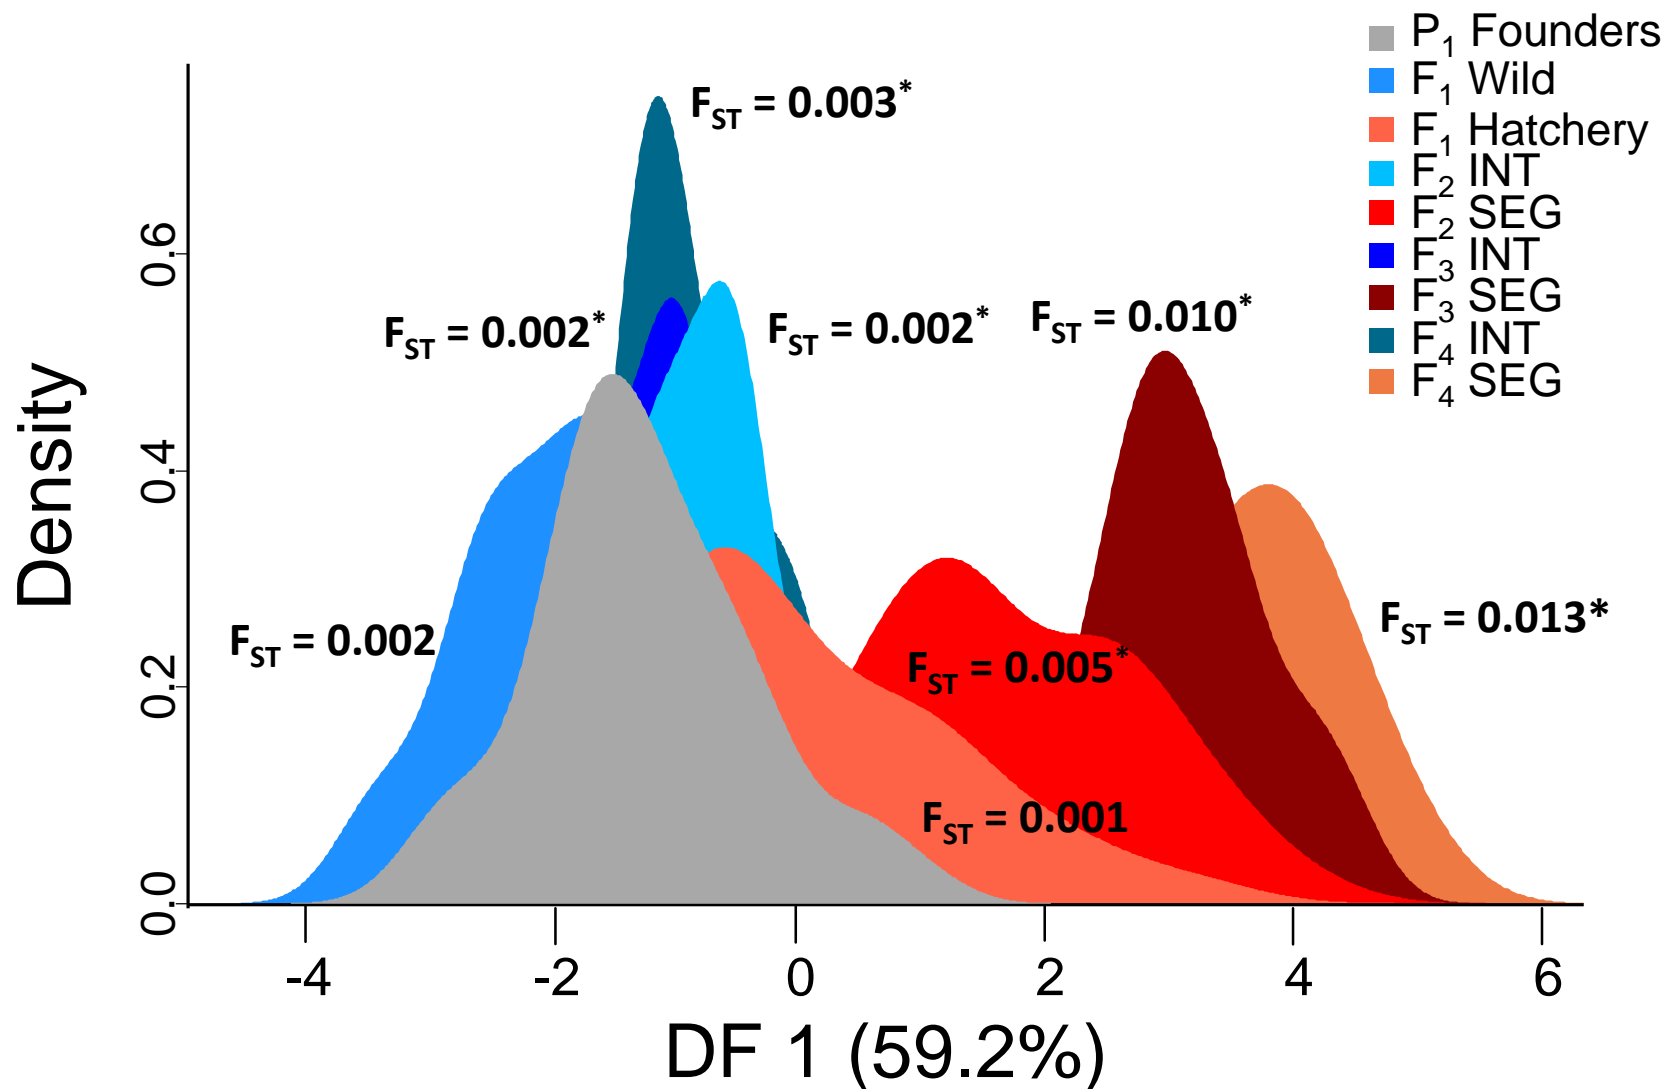 P1 Founders
F1 Wild
F1 Hatchery
F2 INT
F2 SEG
F3 INT
F3 SEG
F4 INT
F4 SEG
FST = 0.003*
FST = 0.002*
FST = 0.002*
FST = 0.010*
FST = 0.002
FST = 0.005*
FST = 0.013*
FST = 0.001
Density
0.6
0.4
0.2
0.0
-4 -2 0 2 4 6
DF 1 (59.2%)